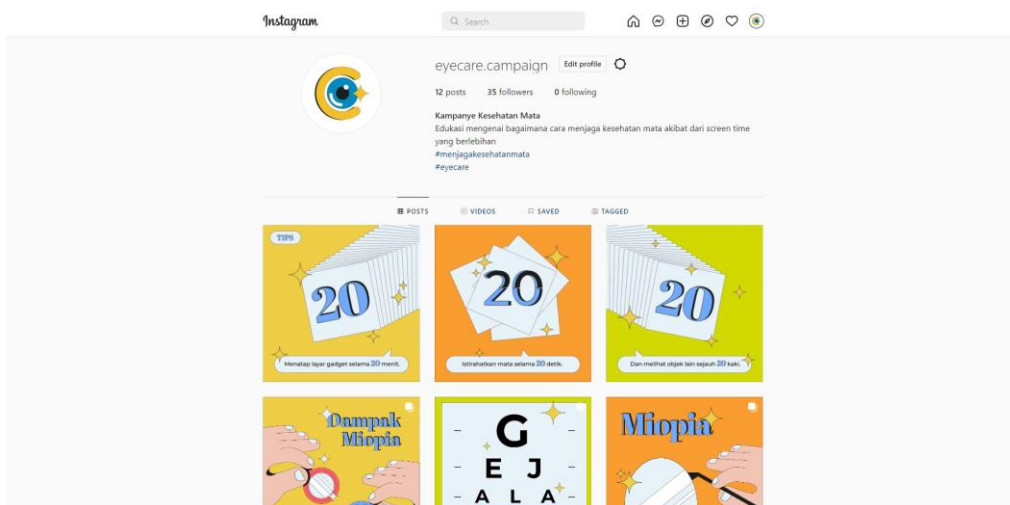 Instagram
Search
eyecare.campaign Edit profile
12 posts 35 followers 0 following
Kampanye Kesehatan Mata
Edukasi mengenai bagaimana cara menjaga kesehatan mata akibat dari screen time
yang berlebihan
#menjagakesehatanmata
#eyecare
POSTS VIDEOS SAVED TAGGED
TIPS
20
Menatap layar gadget selama 20 menit.
20
Istirahatkan mata selama 20 detik.
20
Dan melihat objek lain sejauh 20 kaki.
Dampak
Miopia
G
E J
A L A
Miopia